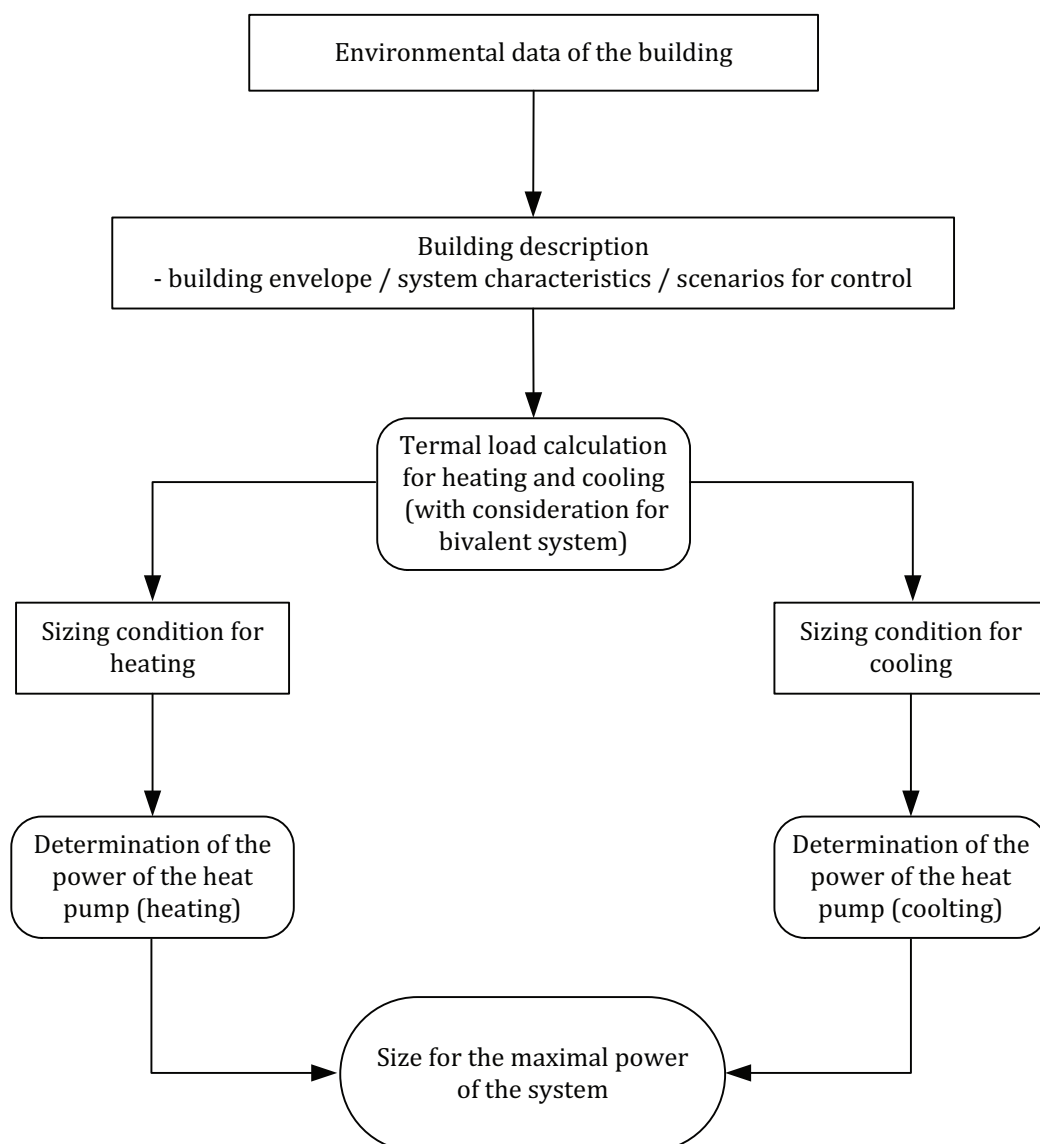 Environmental data of the building
Building description
- building envelope / system characteristics / scenarios for control
Termal load calculation
for heating and cooling
(with consideration for
bivalent system)
Sizing condition for
heating
Sizing condition for
cooling
Determination of the
power of the heat
pump (heating)
Determination of the
power of the heat
pump (coolting)
Size for the maximal power
of the system